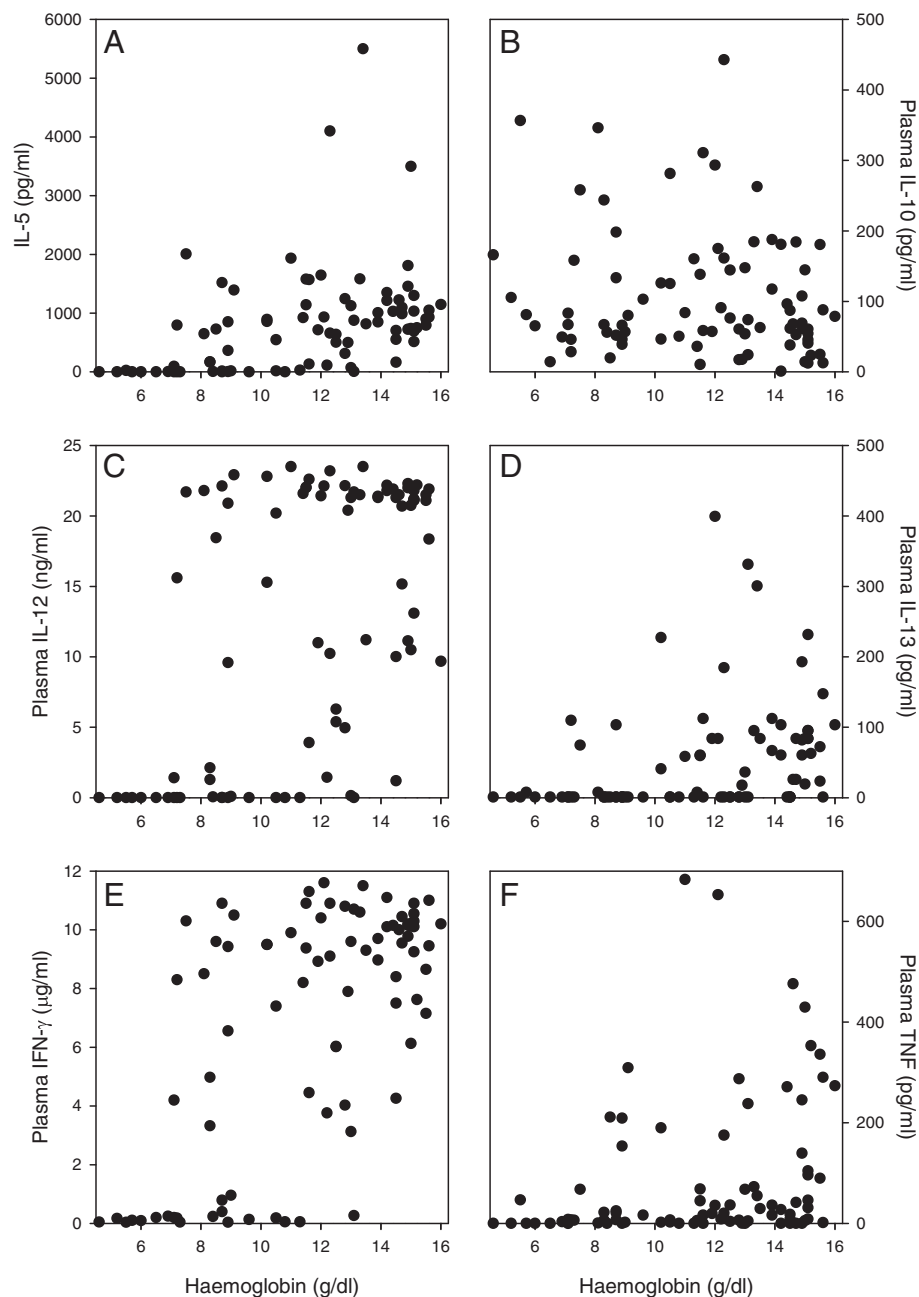 A
B
6000
5000
4000
3000
2000
1000
0
IL-5 (pg/ml)
500
400
300
200
100
0
Plasma IL-10 (pg/ml)
6 8 10 12 14 16
6 8 10 12 14 16
C
D
25
20
15
10
5
0
Plasma IL-12 (ng/ml)
500
400
300
200
100
0
Plasma IL-13 (pg/ml)
6 8 10 12 14 16
6 8 10 12 14 16
E
F
12
10
8
6
4
2
0
Plasma IFN-γ (μg/ml)
600
400
200
0
Plasma TNF (pg/ml)
6 8 10 12 14 16
6 8 10 12 14 16
Haemoglobin (g/dl)
Haemoglobin (g/dl)